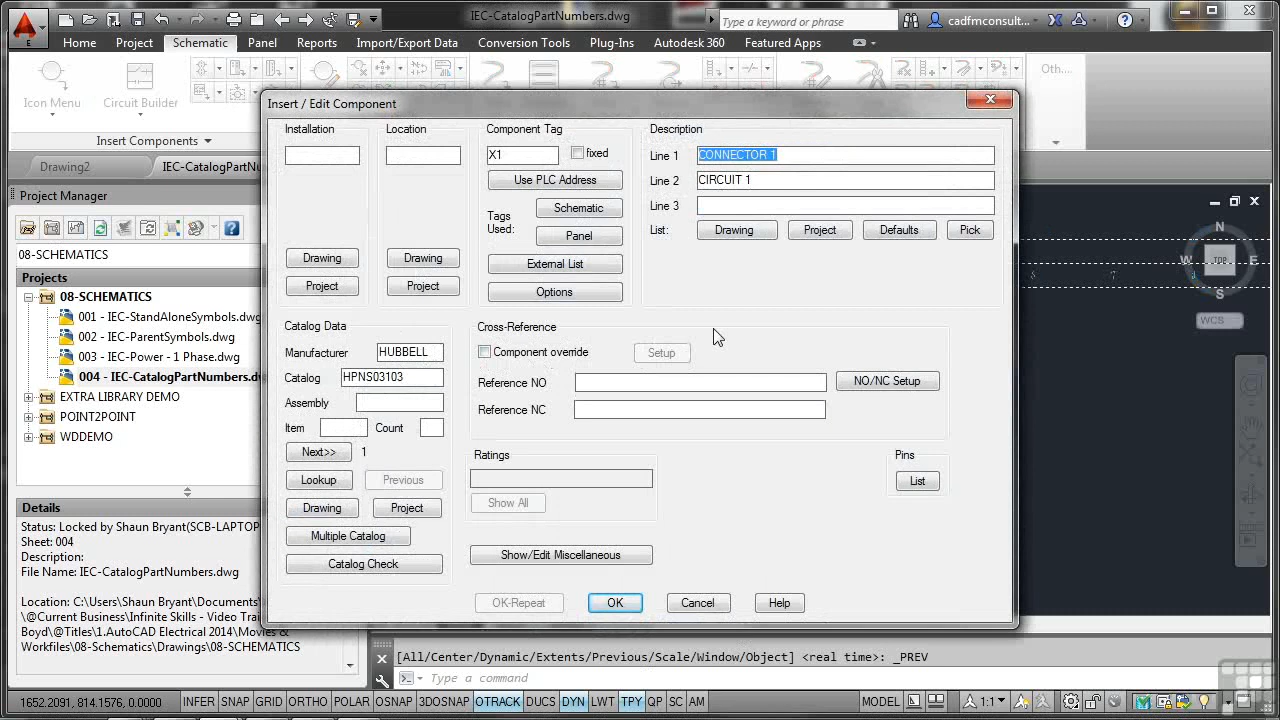 IEC-CatalogPartNumbers.dwg
Type a keyword or phrase
cadfmconsult...
E
Home Project Schematic Panel Reports Import/Export Data Conversion Tools Plug-Ins Autodesk 360 Featured Apps
Icon Menu
Circuit Builder
Oth...
Insert Components
Drawing2
IEC-CatalogPartNu
Project Manager
08-SCHEMATICS
Projects
08-SCHEMATICS
001 - IEC-StandAloneSymbols.dwg
002 - IEC-ParentSymbols.dwg
003 - IEC-Power - 1 Phase.dwg
004 - IEC-CatalogPartNumbers.dw
EXTRA LIBRARY DEMO
POINT2POINT
WDDEMO
Details
Status: Locked by Shaun Bryant(SCB-LAPTOP
Sheet: 004
Description:
File Name: IEC-CatalogPartNumbers.dwg
Location: C:\Users\Shaun Bryant\Documents\
\@Current Business\Infinite Skills - Video Tra
Boyd\@Titles\1.AutoCAD Electrical 2014\Movies &
Workfiles\08-Schematics\Drawings\08-SCHEMATICS
Insert / Edit Component
Installation
Drawing
Project
Location
Drawing
Project
Component Tag
X1
fixed
Use PLC Address
Tags
Used:
Schematic
Panel
External List
Options
Description
Line 1 CONNECTOR 1
Line 2 CIRCUIT 1
Line 3
List: Drawing Project Defaults Pick
Catalog Data
Manufacturer HUBBELL
Catalog HPNS03103
Assembly
Item Count
Next>> 1
Lookup Previous
Drawing Project
Multiple Catalog
Catalog Check
Cross-Reference
Component override Setup
Reference NO NO/NC Setup
Reference NC
Ratings
Show All
Pins
List
Show/Edit Miscellaneous
OK-Repeat OK Cancel Help
N
W TOP E
S
WCS
[All/Center/Dynamic/Extents/Previous/Scale/Window/Object] <real time>: _PREV
Type a command
1652.2091, 814.1576, 0.0000 INFER SNAP GRID ORTHO POLAR OSNAP 3DOSNAP OTRACK DUCS DYN LWT TPY QP SC AM MODEL 1:1